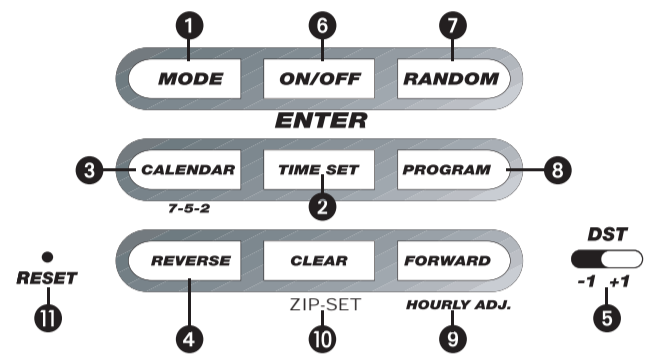 1 6 7
MODE ON/OFF RANDOM
ENTER
3 CALENDAR TIME SET PROGRAM 8
7-5-2 2
DST
REVERSE CLEAR FORWARD
RESET ZIP-SET HOURLY ADJ. -1 +1
11 4 10 9 5